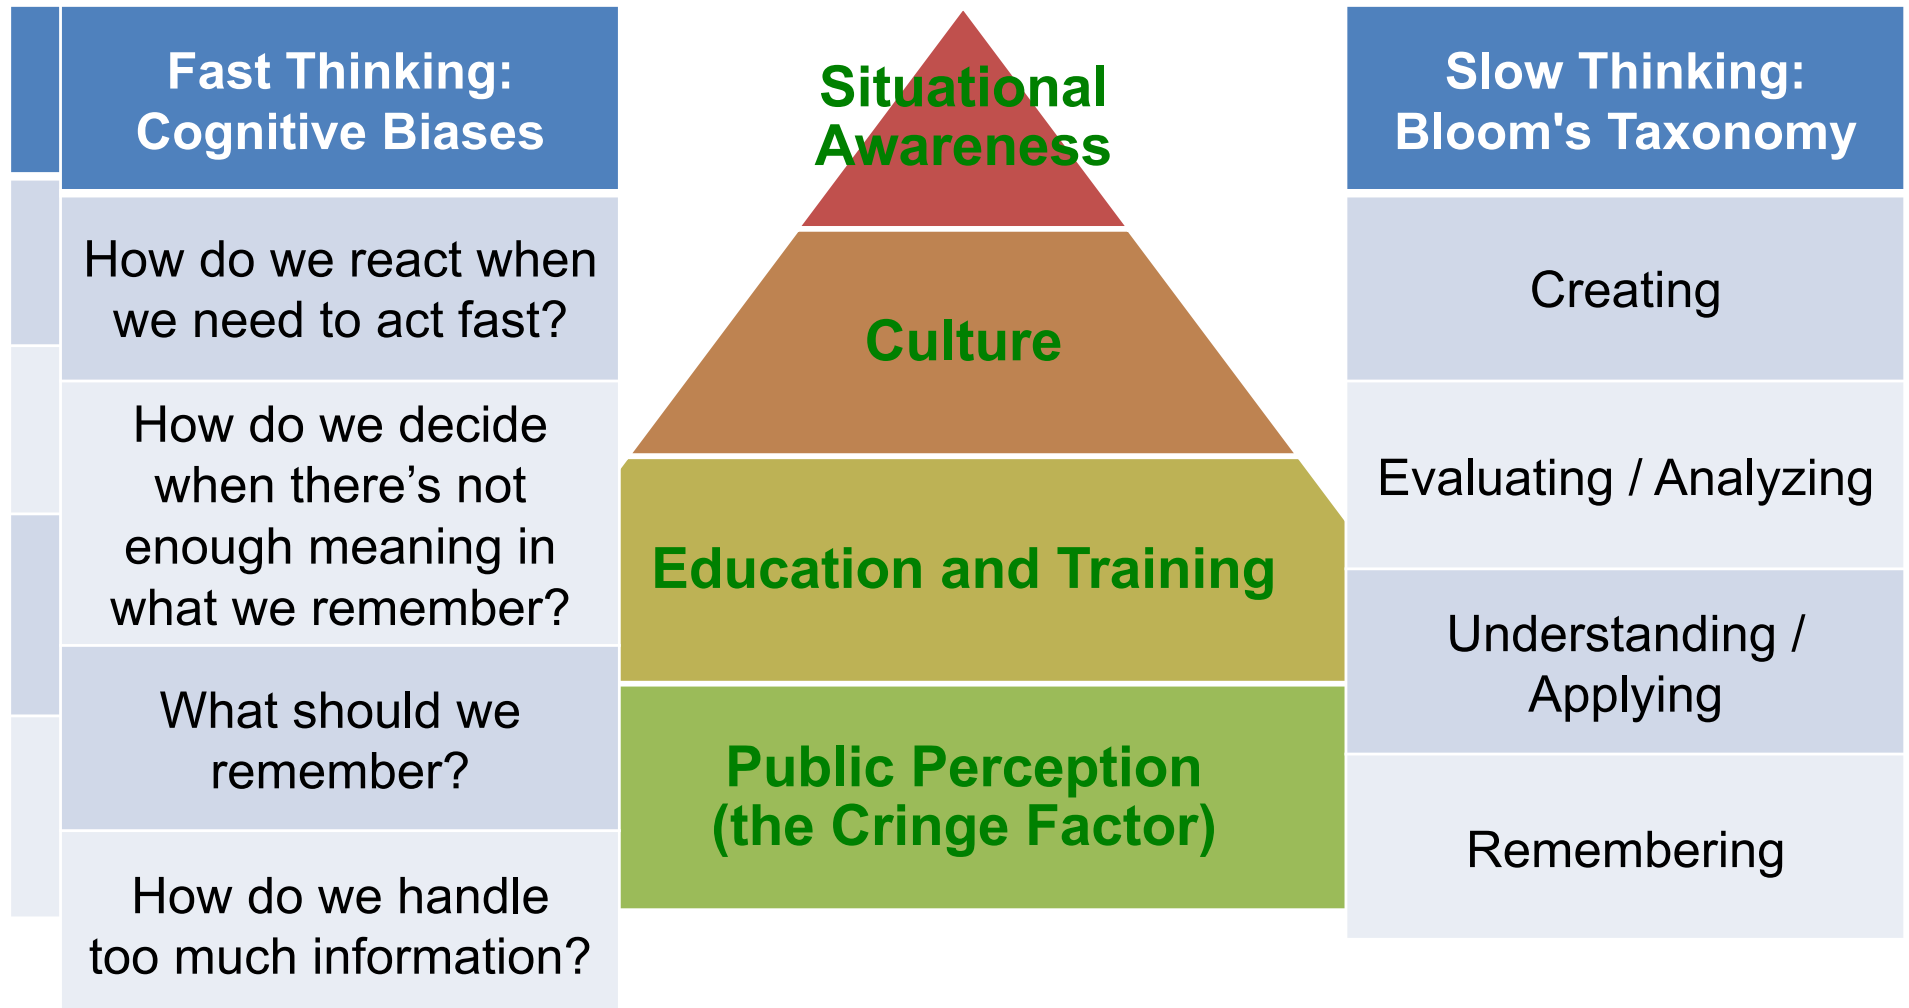 Fast Thinking:
Cognitive Biases
How do we react when
we need to act fast?
How do we decide
when there’s not
enough meaning in
what we remember?
What should we
remember?
How do we handle
too much information?
Situational
Awareness
Culture
Education and Training
Public Perception
(the Cringe Factor)
Slow Thinking:
Bloom's Taxonomy
Creating
Evaluating / Analyzing
Understanding /
Applying
Remembering